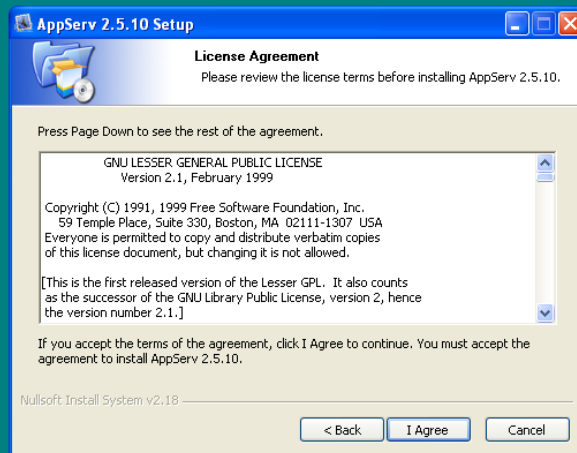 AppServ 2.5.10 Setup
License Agreement
Please review the license terms before installing AppServ 2.5.10.
Press Page Down to see the rest of the agreement.
GNU LESSER GENERAL PUBLIC LICENSE
Version 2.1, February 1999
Copyright (C) 1991, 1999 Free Software Foundation, Inc.
59 Temple Place, Suite 330, Boston, MA  02111-1307  USA
Everyone is permitted to copy and distribute verbatim copies
of this license document, but changing it is not allowed.
[This is the first released version of the Lesser GPL.  It also counts
as the successor of the GNU Library Public License, version 2, hence
the version number 2.1.]
If you accept the terms of the agreement, click I Agree to continue. You must accept the
agreement to install AppServ 2.5.10.
Nullsoft Install System v2.18
< Back
I Agree
Cancel